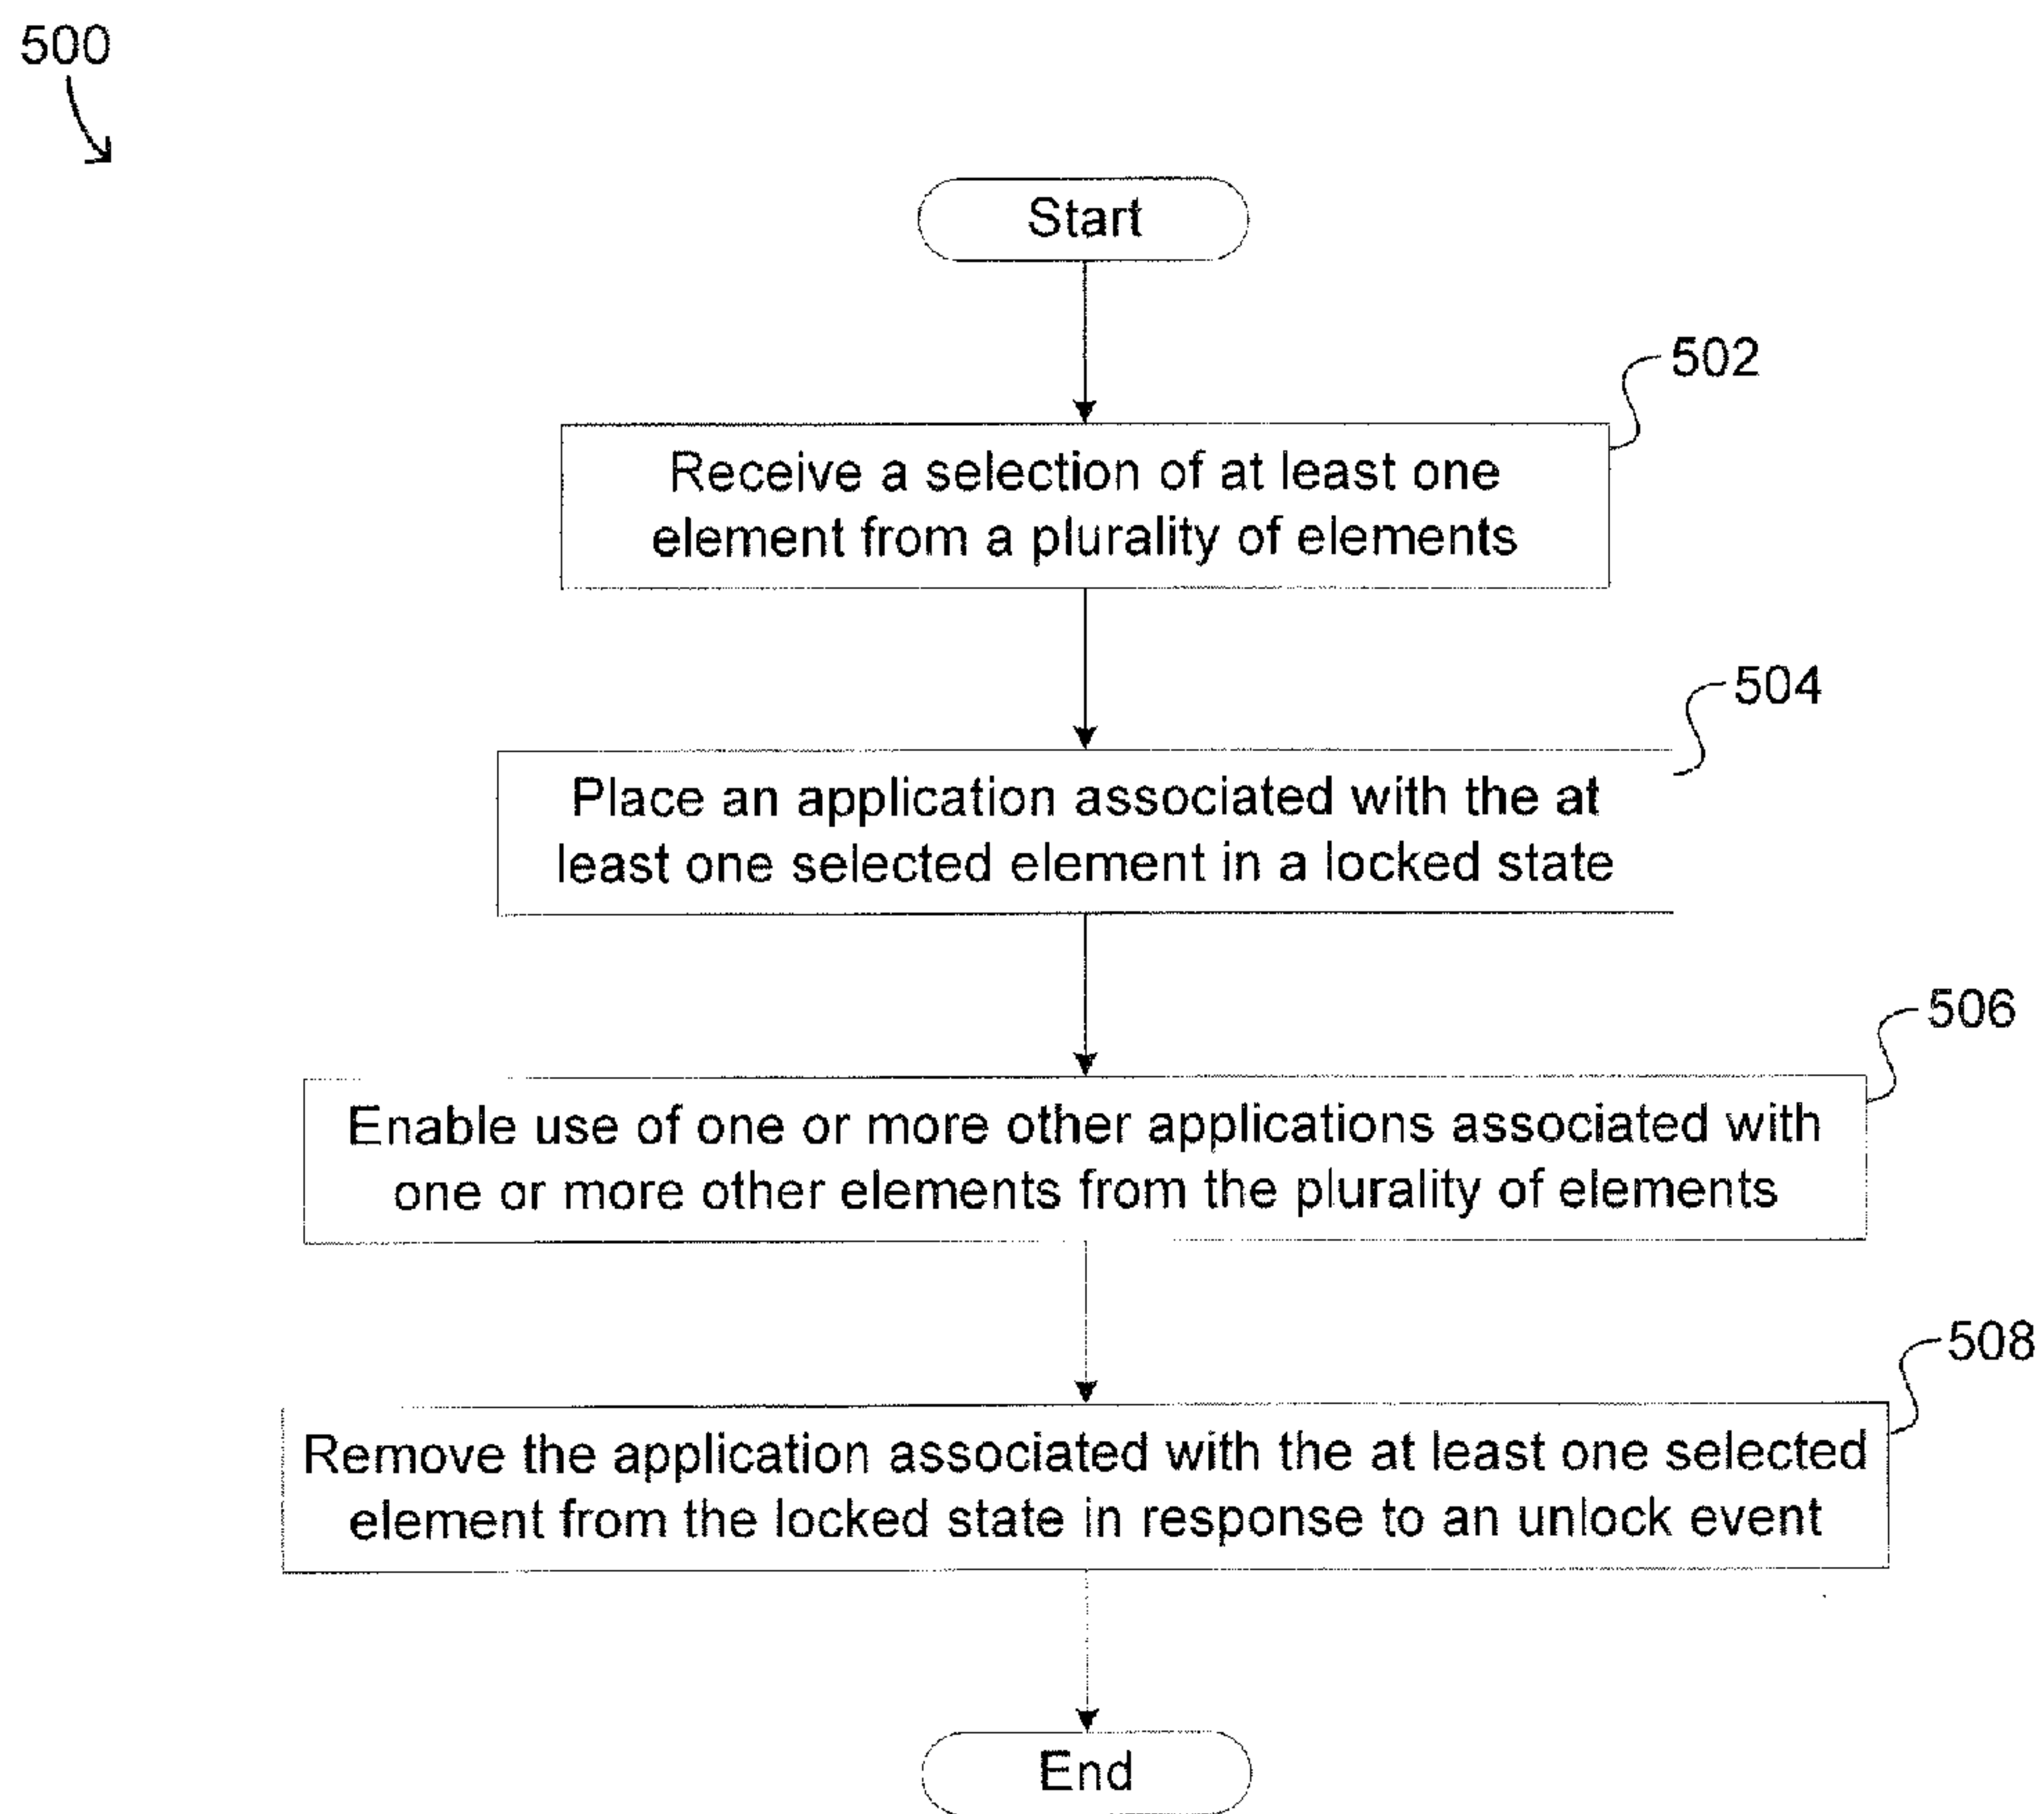 500
Start
502
Receive a selection of at least one
element from a plurality of elements
504
Place an application associated with the at
least one selected element in a locked state
506
Enable use of one or more other applications associated with
one or more other elements from the plurality of elements
508
Remove the application associated with the at least one selected
element from the locked state in response to an unlock event
End